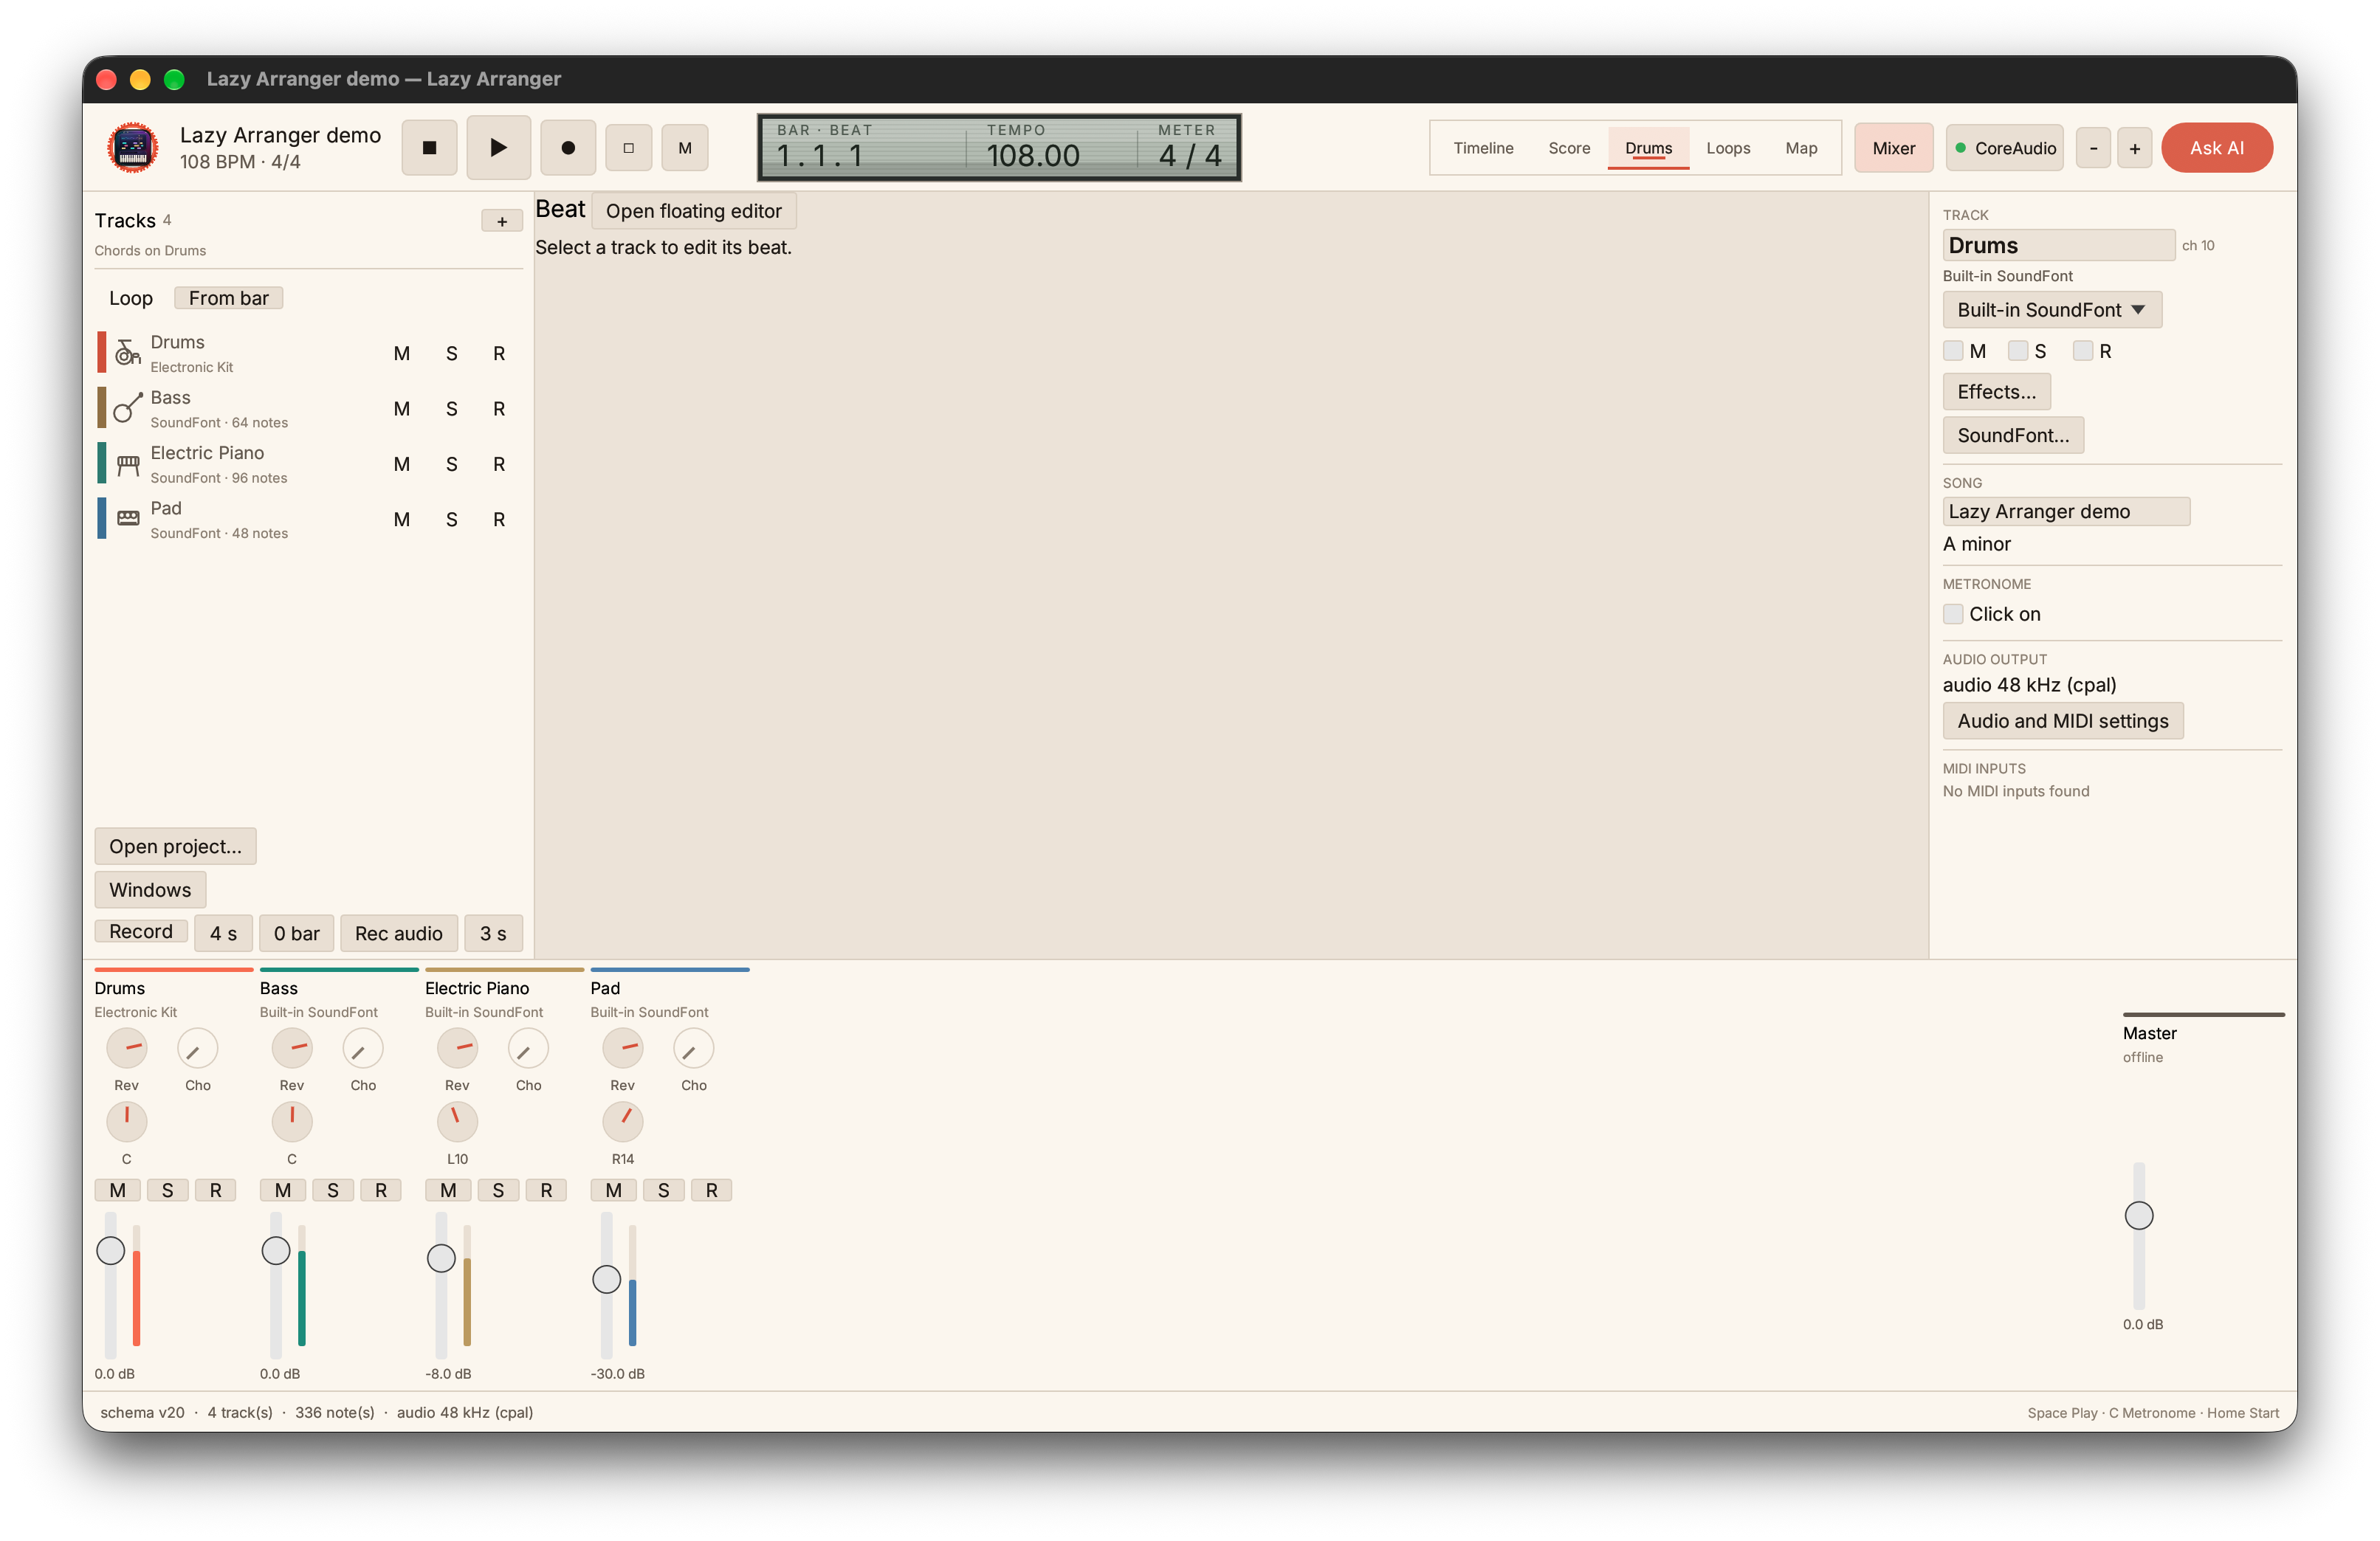 Lazy Arranger demo — Lazy Arranger
Lazy Arranger demo
108 BPM · 4/4
M
BAR · BEAT
1.1.1
TEMPO
108.00
METER
4/4
Timeline
Score
Drums
Loops
Map
Mixer
CoreAudio
-
+
Ask AI
Tracks 4
+
Chords on Drums
Loop
From bar
Drums
Electronic Kit
M S R
Bass
SoundFont · 64 notes
M S R
Electric Piano
SoundFont · 96 notes
M S R
Pad
SoundFont · 48 notes
M S R
Open project...
Windows
Record
4 s
0 bar
Rec audio
3 s
Beat
Open floating editor
Select a track to edit its beat.
TRACK
Drums
ch 10
Built-in SoundFont
Built-in SoundFont
M S R
Effects...
SoundFont...
SONG
Lazy Arranger demo
A minor
METRONOME
Click on
AUDIO OUTPUT
audio 48 kHz (cpal)
Audio and MIDI settings
MIDI INPUTS
No MIDI inputs found
Drums
Electronic Kit
Rev Cho
C
M S R
0.0 dB
Bass
Built-in SoundFont
Rev Cho
C
M S R
0.0 dB
Electric Piano
Built-in SoundFont
Rev Cho
L10
M S R
-8.0 dB
Pad
Built-in SoundFont
Rev Cho
R14
M S R
-30.0 dB
Master
offline
0.0 dB
schema v20 · 4 track(s) · 336 note(s) · audio 48 kHz (cpal)
Space Play · C Metronome · Home Start